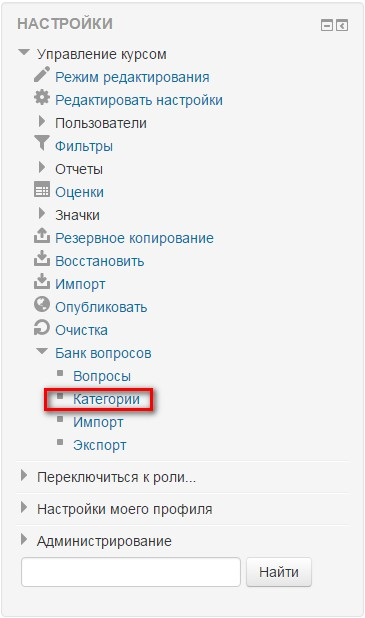 НАСТРОЙКИ
Управление курсом
Режим редактирования
Редактировать настройки
Пользователи
Фильтры
Отчеты
Оценки
Значки
Резервное копирование
Восстановить
Импорт
Опубликовать
Очистка
Банк вопросов
Вопросы
Категории
Импорт
Экспорт
Переключиться к роли...
Настройки моего профиля
Администрирование
Найти